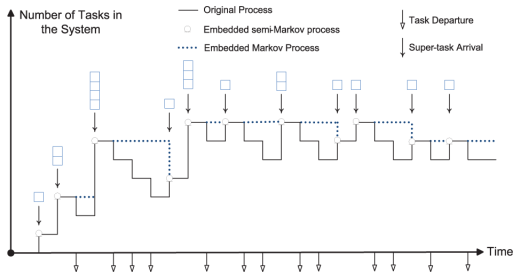 Number of Tasks in
the System
Original Process
Embedded semi-Markov process
Embedded Markov Process
Task Departure
Super-task Arrival
Time